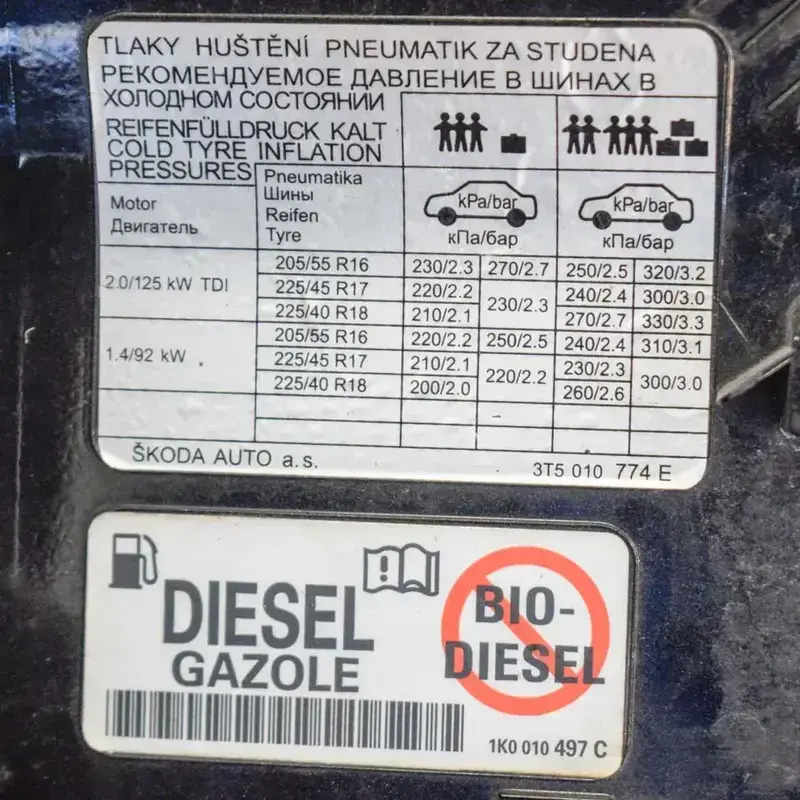 TLAKY HUŠTĚNÍ PNEUMATIK ZA STUDENA
РЕКОМЕНДУЕМОЕ ДАВЛЕНИЕ В ШИНАХ В
ХОЛОДНОМ СОСТОЯНИИ
REIFENFÜLLDRUCK KALT
COLD TYRE INFLATION
PRESSURES
Motor
Двигатель
Pneumatika
Шины
Reifen
Tyre
kPa/bar
кПа/бар
kPa/bar
кПа/бар
2.0/125 kW TDI
205/55 R16 230/2.3 270/2.7 250/2.5 320/3.2
225/45 R17 220/2.2 230/2.3 240/2.4 300/3.0
225/40 R18 210/2.1 270/2.7 330/3.3
1.4/92 kW
205/55 R16 220/2.2 250/2.5 240/2.4 310/3.1
225/45 R17 210/2.1 220/2.2 230/2.3 300/3.0
225/40 R18 200/2.0 260/2.6
ŠKODA AUTO a.s. 3T5 010 774 E
DIESEL
GAZOLE
BIO-
DIESEL
1K0 010 497 C